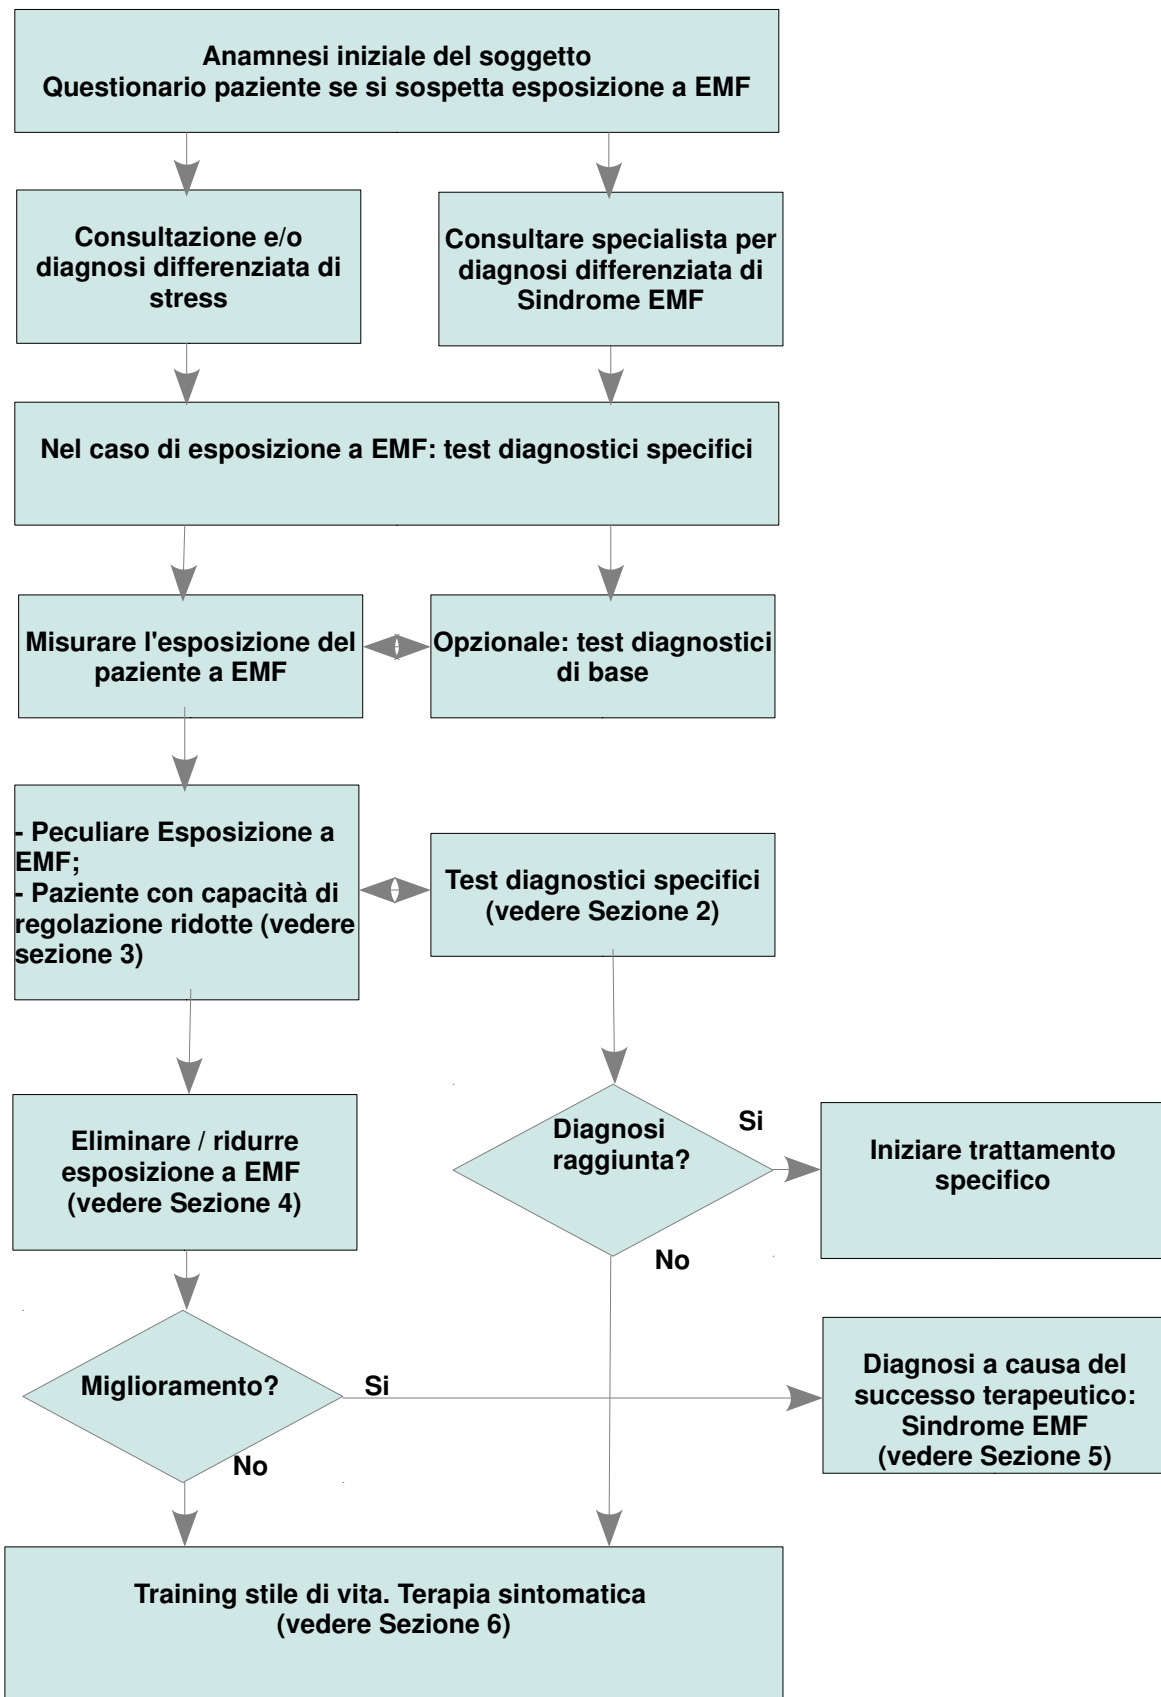 Anamnesi iniziale del soggetto
Questionario paziente se si sospetta esposizione a EMF
Consultazione e/o
diagnosi differenziata di
stress
Consultare specialista per
diagnosi differenziata di
Sindrome EMF
Nel caso di esposizione a EMF: test diagnostici specifici
Misurare l'esposizione del
paziente a EMF
Opzionale: test diagnostici
di base
- Peculiare Esposizione a
EMF;
- Paziente con capacità di
regolazione ridotte (vedere
sezione 3)
Test diagnostici specifici
(vedere Sezione 2)
Eliminare / ridurre
esposizione a EMF
(vedere Sezione 4)
Diagnosi
raggiunta?
Si
No
Iniziare trattamento
specifico
Miglioramento?
Si
No
Diagnosi a causa del
successo terapeutico:
Sindrome EMF
(vedere Sezione 5)
Training stile di vita. Terapia sintomatica
(vedere Sezione 6)